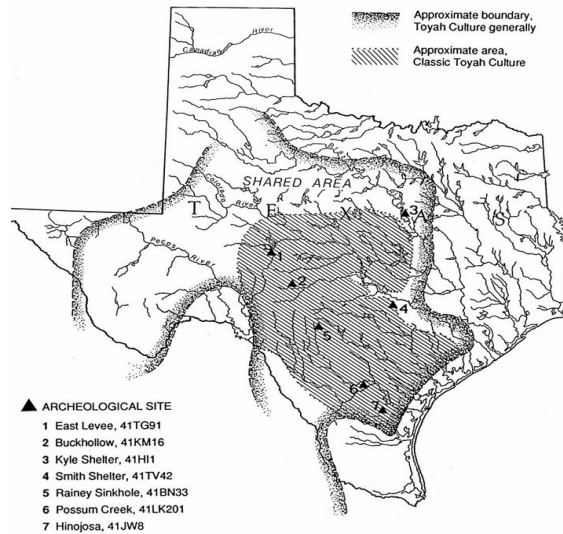 Approximate boundary,
Toyah Culture generally
Approximate area,
Classic Toyah Culture
Canadian River
SHARED AREA
Colorado River
T E X A S
Pecos River
1
2
3
4
5
6
7
▲ ARCHEOLOGICAL SITE
1 East Levee, 41TG91
2 Buckhollow, 41KM16
3 Kyle Shelter, 41HI1
4 Smith Shelter, 41TV42
5 Rainey Sinkhole, 41BN33
6 Possum Creek, 41LK201
7 Hinojosa, 41JW8